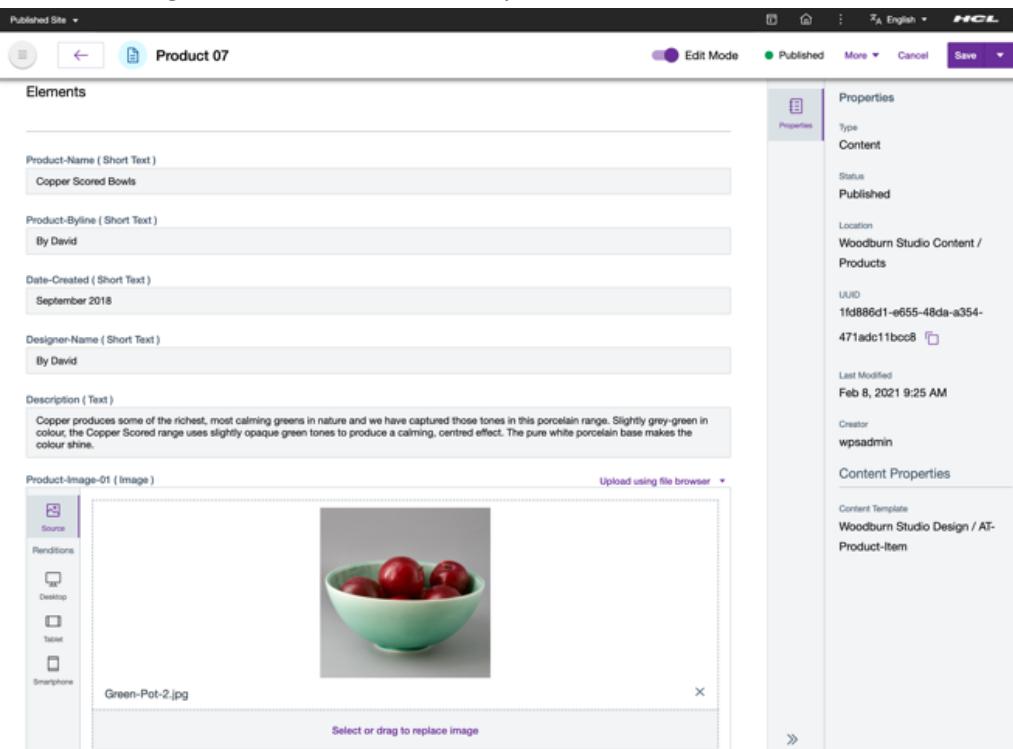 Published Site
English
HCL
Product 07
Edit Mode
Published
More
Cancel
Save
Elements
Product-Name ( Short Text )
Copper Scored Bowls
Product-Byline ( Short Text )
By David
Date-Created ( Short Text )
September 2018
Designer-Name ( Short Text )
By David
Description ( Text )
Copper produces some of the richest, most calming greens in nature and we have captured those tones in this porcelain range. Slightly grey-green in
colour, the Copper Scored range uses slightly opaque green tones to produce a calming, centred effect. The pure white porcelain base makes the
colour shine.
Product-Image-01 ( Image )
Upload using file browser
Source
Renditions
Desktop
Tablet
Smartphone
Green-Pot-2.jpg
Select or drag to replace image
Properties
Properties
Type
Content
Status
Published
Location
Woodburn Studio Content /
Products
UUID
1fd886d1-e655-48da-a354-
471adc11bcc8
Last Modified
Feb 8, 2021 9:25 AM
Creator
wpsadmin
Content Properties
Content Template
Woodburn Studio Design / AT-
Product-Item